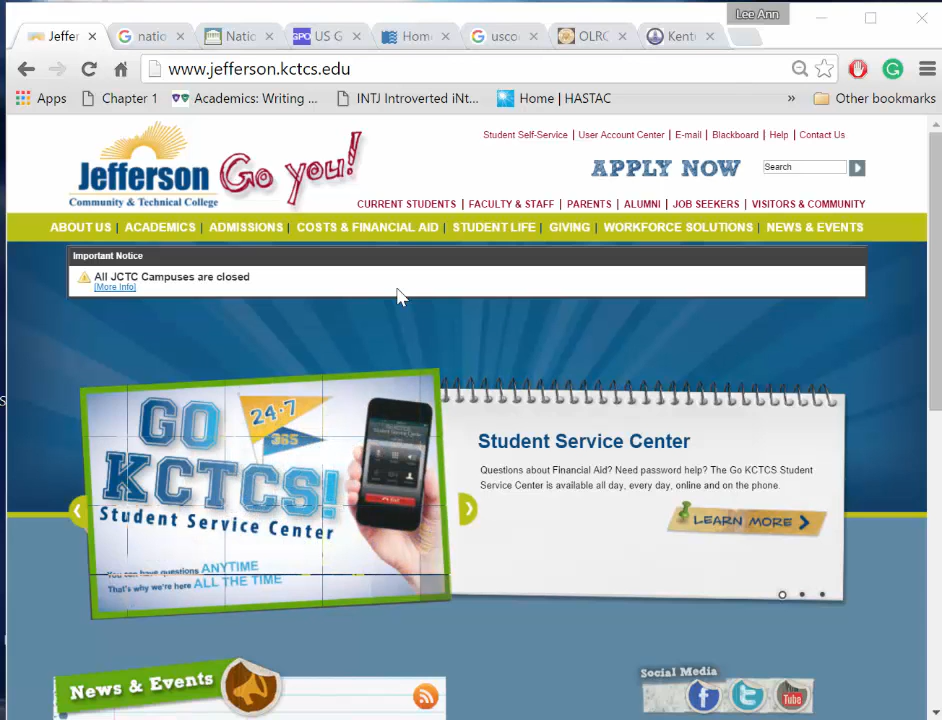 Lee Ann
Jeffer
natio
Natio
GPO
US G
Hom
usco
OLRC
Kent
www.jefferson.kctcs.edu
Apps
Chapter 1
Academics: Writing ...
INTJ Introverted iNt...
Home | HASTAC
»
Other bookmarks
Jefferson
Community & Technical College
Go you!
Student Self-Service | User Account Center | E-mail | Blackboard | Help | Contact Us
APPLY NOW
Search
CURRENT STUDENTS | FACULTY & STAFF | PARENTS | ALUMNI | JOB SEEKERS | VISITORS & COMMUNITY
ABOUT US | ACADEMICS | ADMISSIONS | COSTS & FINANCIAL AID | STUDENT LIFE | GIVING | WORKFORCE SOLUTIONS | NEWS & EVENTS
Important Notice
All JCTC Campuses are closed
[More Info]
GO
24-7
365
KCTCS!
Student Service Center
You can have questions ANYTIME
That's why we're here ALL THE TIME
Student Service Center
Questions about Financial Aid? Need password help? The Go KCTCS Student
Service Center is available all day, every day, online and on the phone.
LEARN MORE
News & Events
Social Media
You
Tube